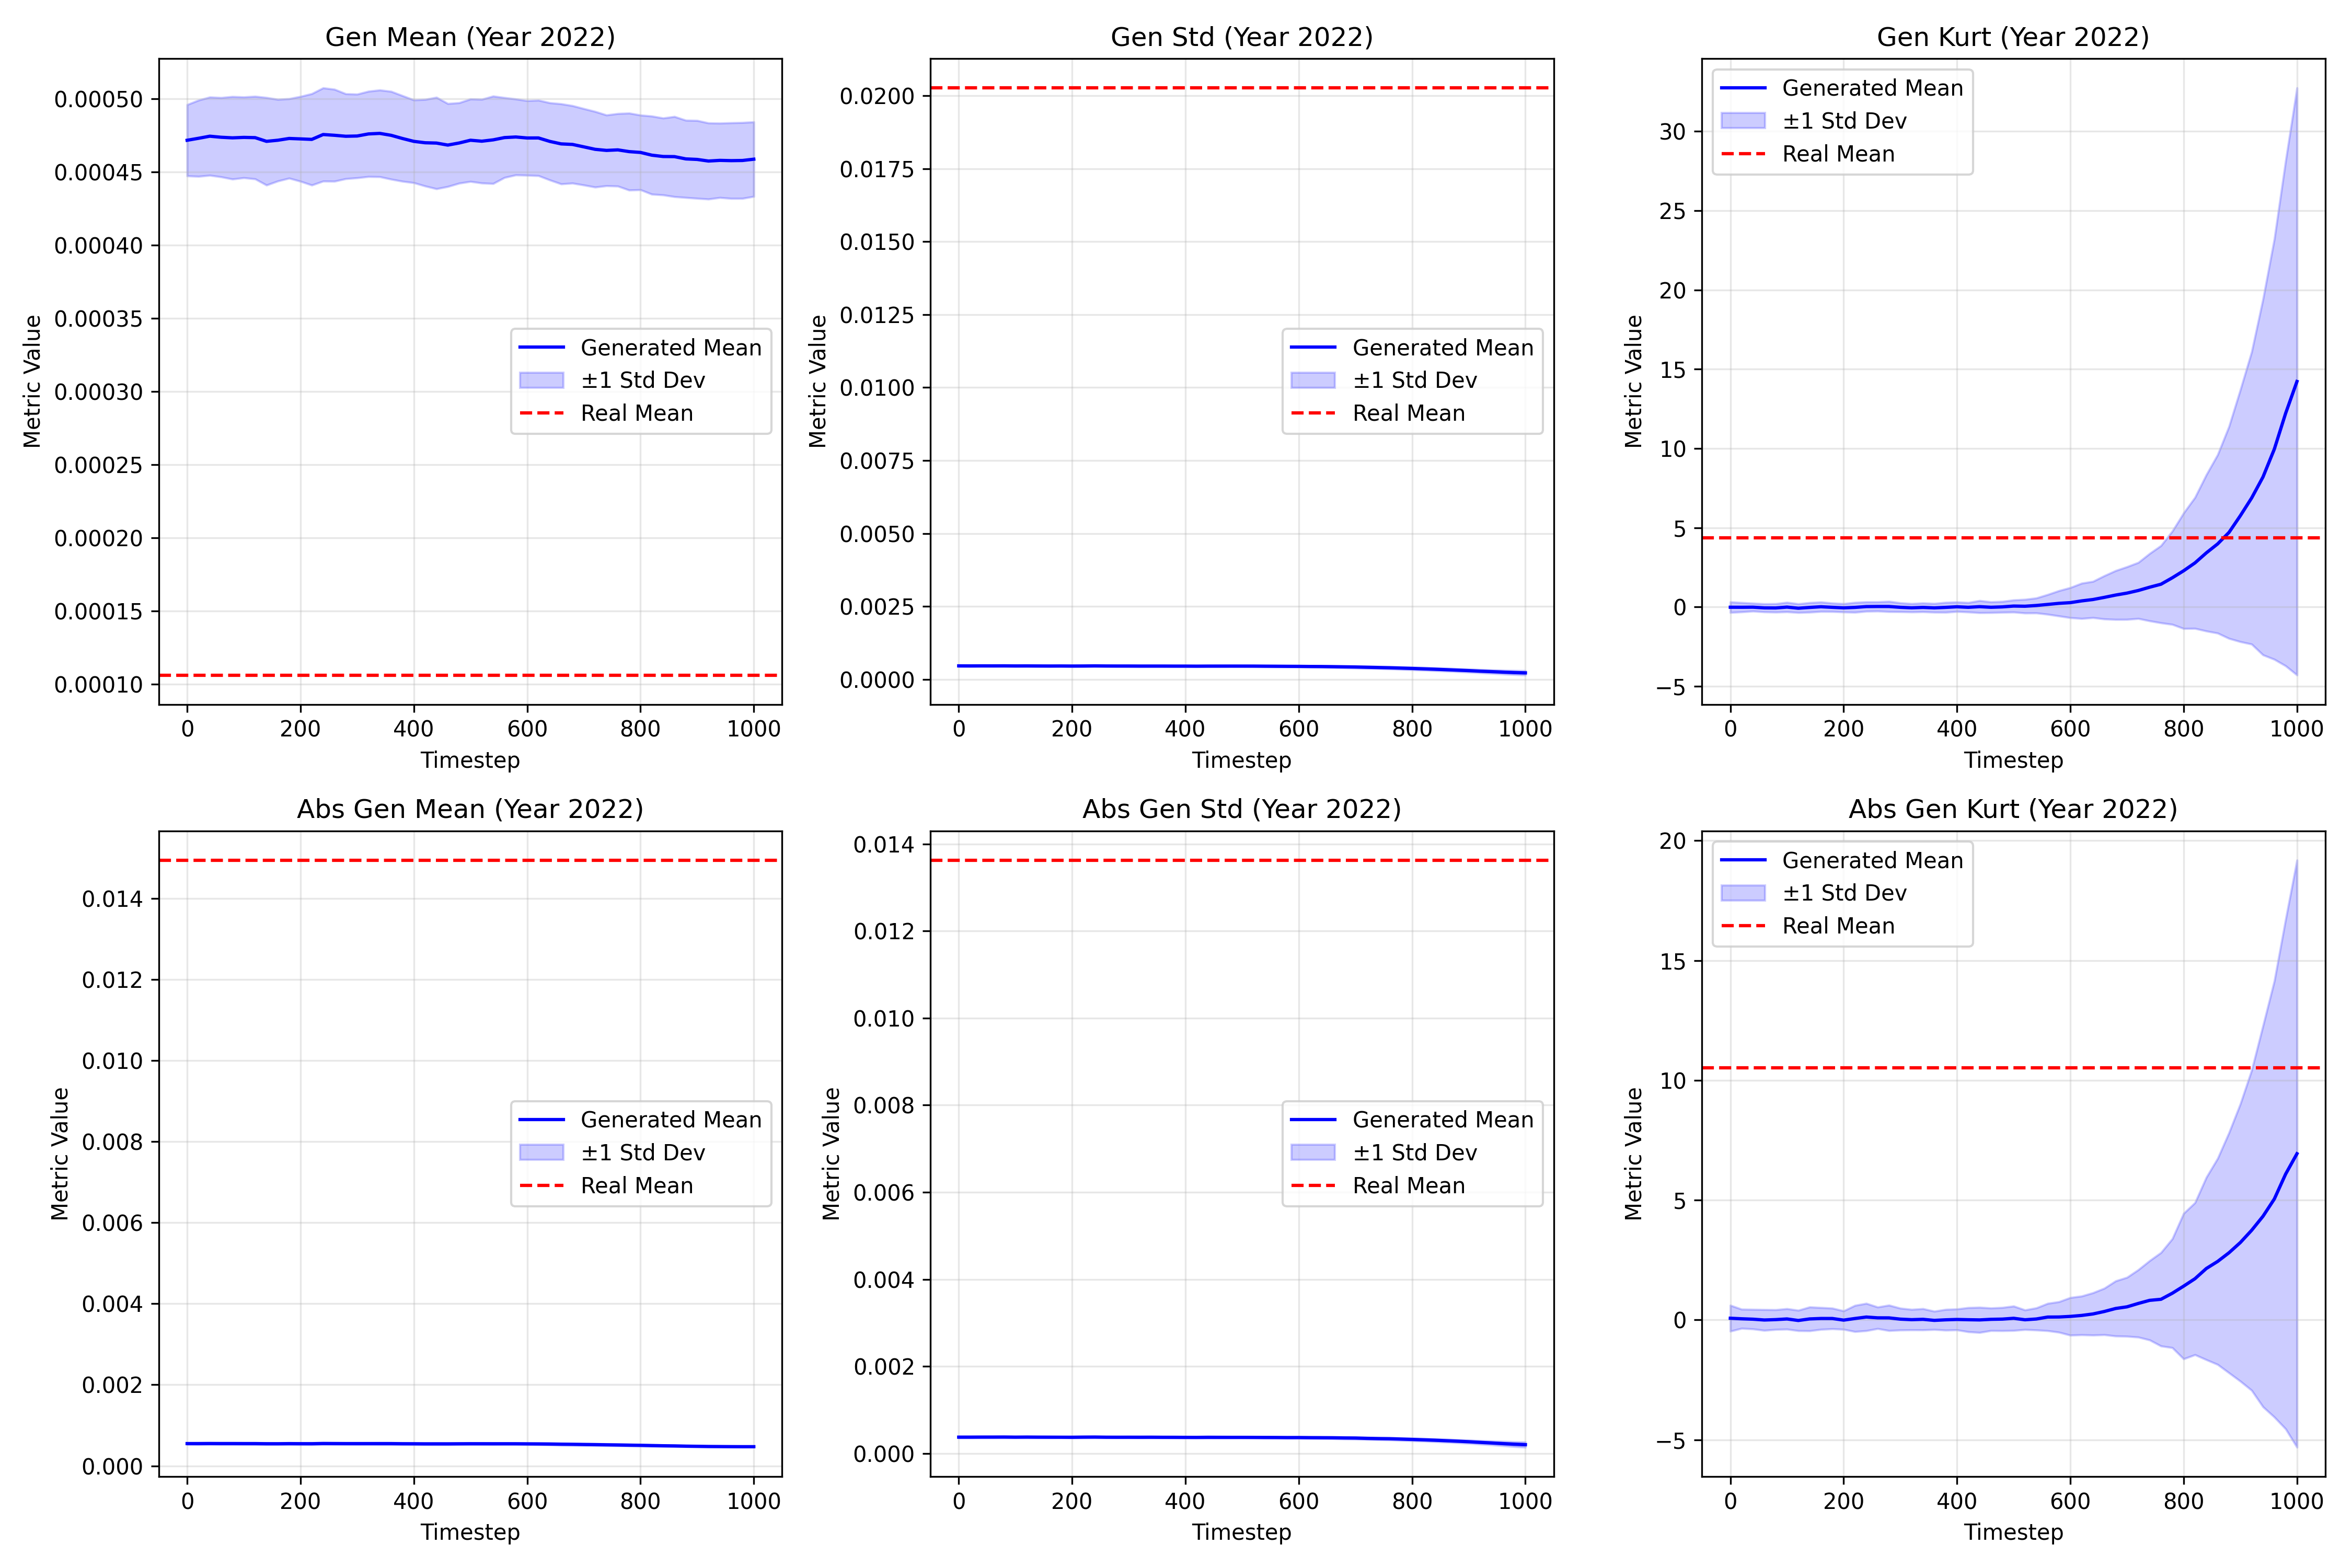 Gen Mean (Year 2022)
Metric Value
0.00050
0.00045
0.00040
0.00035
0.00030
0.00025
0.00020
0.00015
0.00010
Generated Mean
±1 Std Dev
Real Mean
0 200 400 600 800 1000
Timestep
Gen Std (Year 2022)
Metric Value
0.0200
0.0175
0.0150
0.0125
0.0100
0.0075
0.0050
0.0025
0.0000
Generated Mean
±1 Std Dev
Real Mean
0 200 400 600 800 1000
Timestep
Gen Kurt (Year 2022)
Metric Value
30
25
20
15
10
5
0
−5
Generated Mean
±1 Std Dev
Real Mean
0 200 400 600 800 1000
Timestep
Abs Gen Mean (Year 2022)
Metric Value
0.014
0.012
0.010
0.008
0.006
0.004
0.002
0.000
Generated Mean
±1 Std Dev
Real Mean
0 200 400 600 800 1000
Timestep
Abs Gen Std (Year 2022)
Metric Value
0.014
0.012
0.010
0.008
0.006
0.004
0.002
0.000
Generated Mean
±1 Std Dev
Real Mean
0 200 400 600 800 1000
Timestep
Abs Gen Kurt (Year 2022)
Metric Value
20
15
10
5
0
−5
Generated Mean
±1 Std Dev
Real Mean
0 200 400 600 800 1000
Timestep